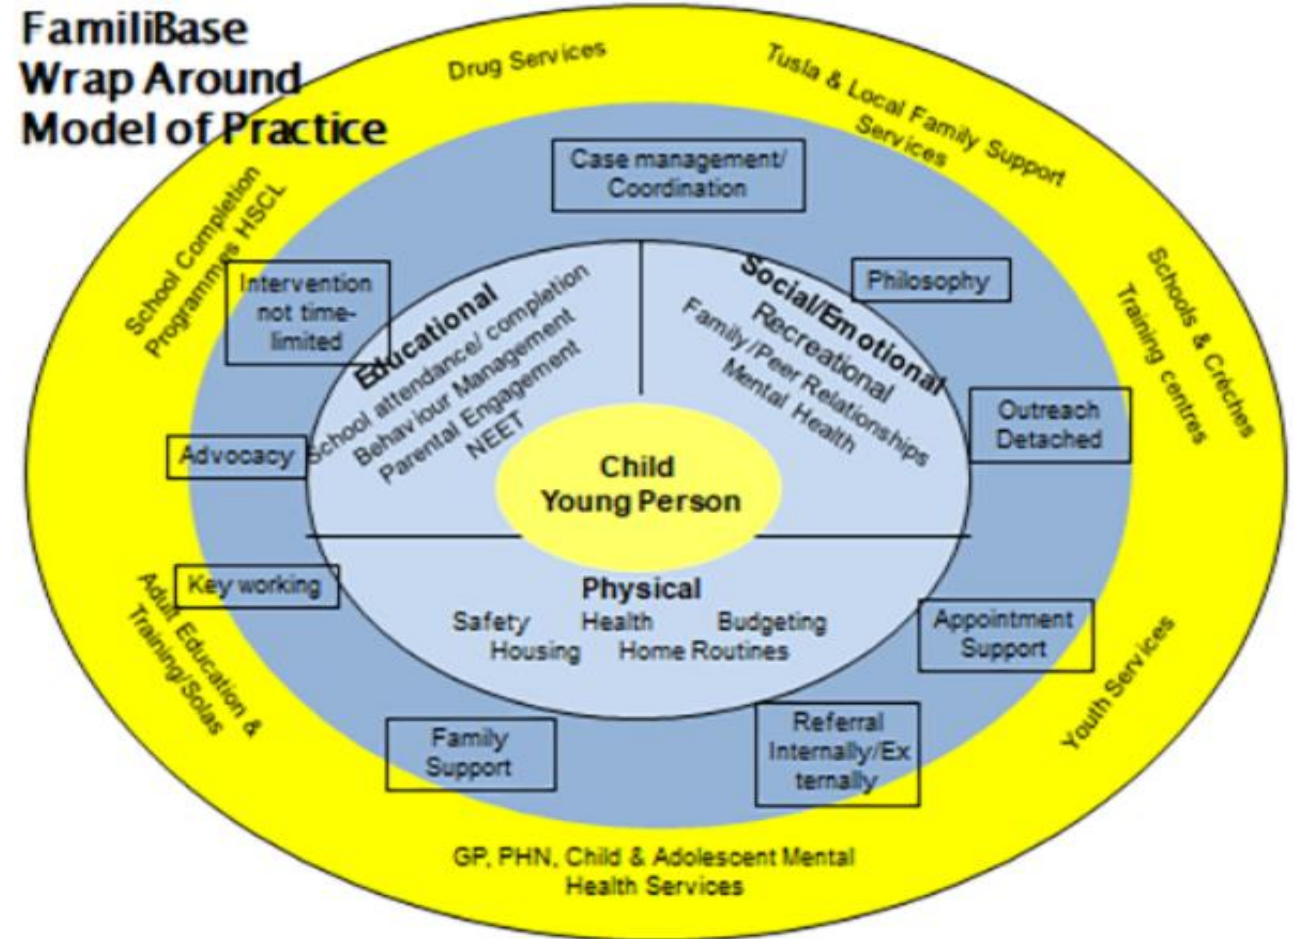 FamiliBase
Wrap Around
Model of Practice
Drug Services
Tusla & Local Family Support
Services
School Completion
Programmes HSCL
Schools & Crèches
Training centres
Case management/
Coordination
Intervention
not time-
limited
Philosophy
Outreach
Detached
Advocacy
Key working
Appointment
Support
Family
Support
Referral
Internally/Ex
ternally
Educational
School attendance/ completion
Behaviour Management
Parental Engagement
NEET
Social/Emotional
Recreational
Family/Peer Relationships
Mental Health
Child
Young Person
Physical
Safety Health Budgeting
Housing Home Routines
Adult Education &
Training/Solas
Youth Services
GP, PHN, Child & Adolescent Mental
Health Services